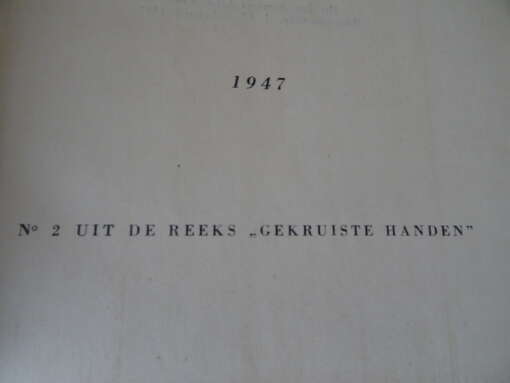 1947
Nº 2 UIT DE REEKS „GEKRUISTE HANDEN”